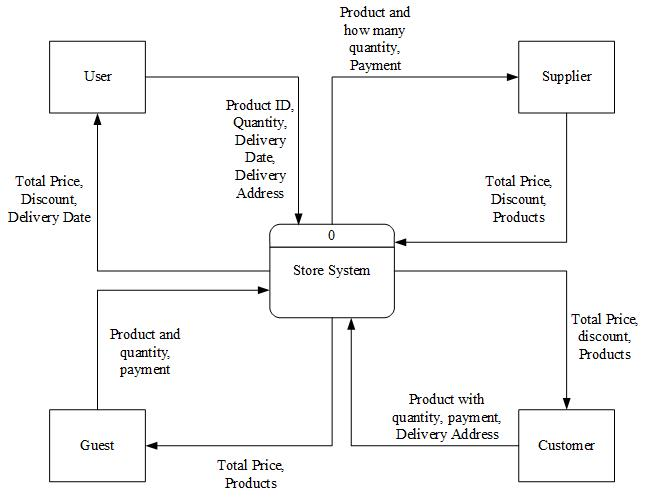 Product and
how many
quantity,
Payment
User
Supplier
Product ID,
Quantity,
Delivery
Date,
Delivery
Address
Total Price,
Discount,
Delivery Date
Total Price,
Discount,
Products
0
Store System
Product and
quantity,
payment
Total Price,
discount,
Products
Product with
quantity, payment,
Delivery Address
Guest
Customer
Total Price,
Products